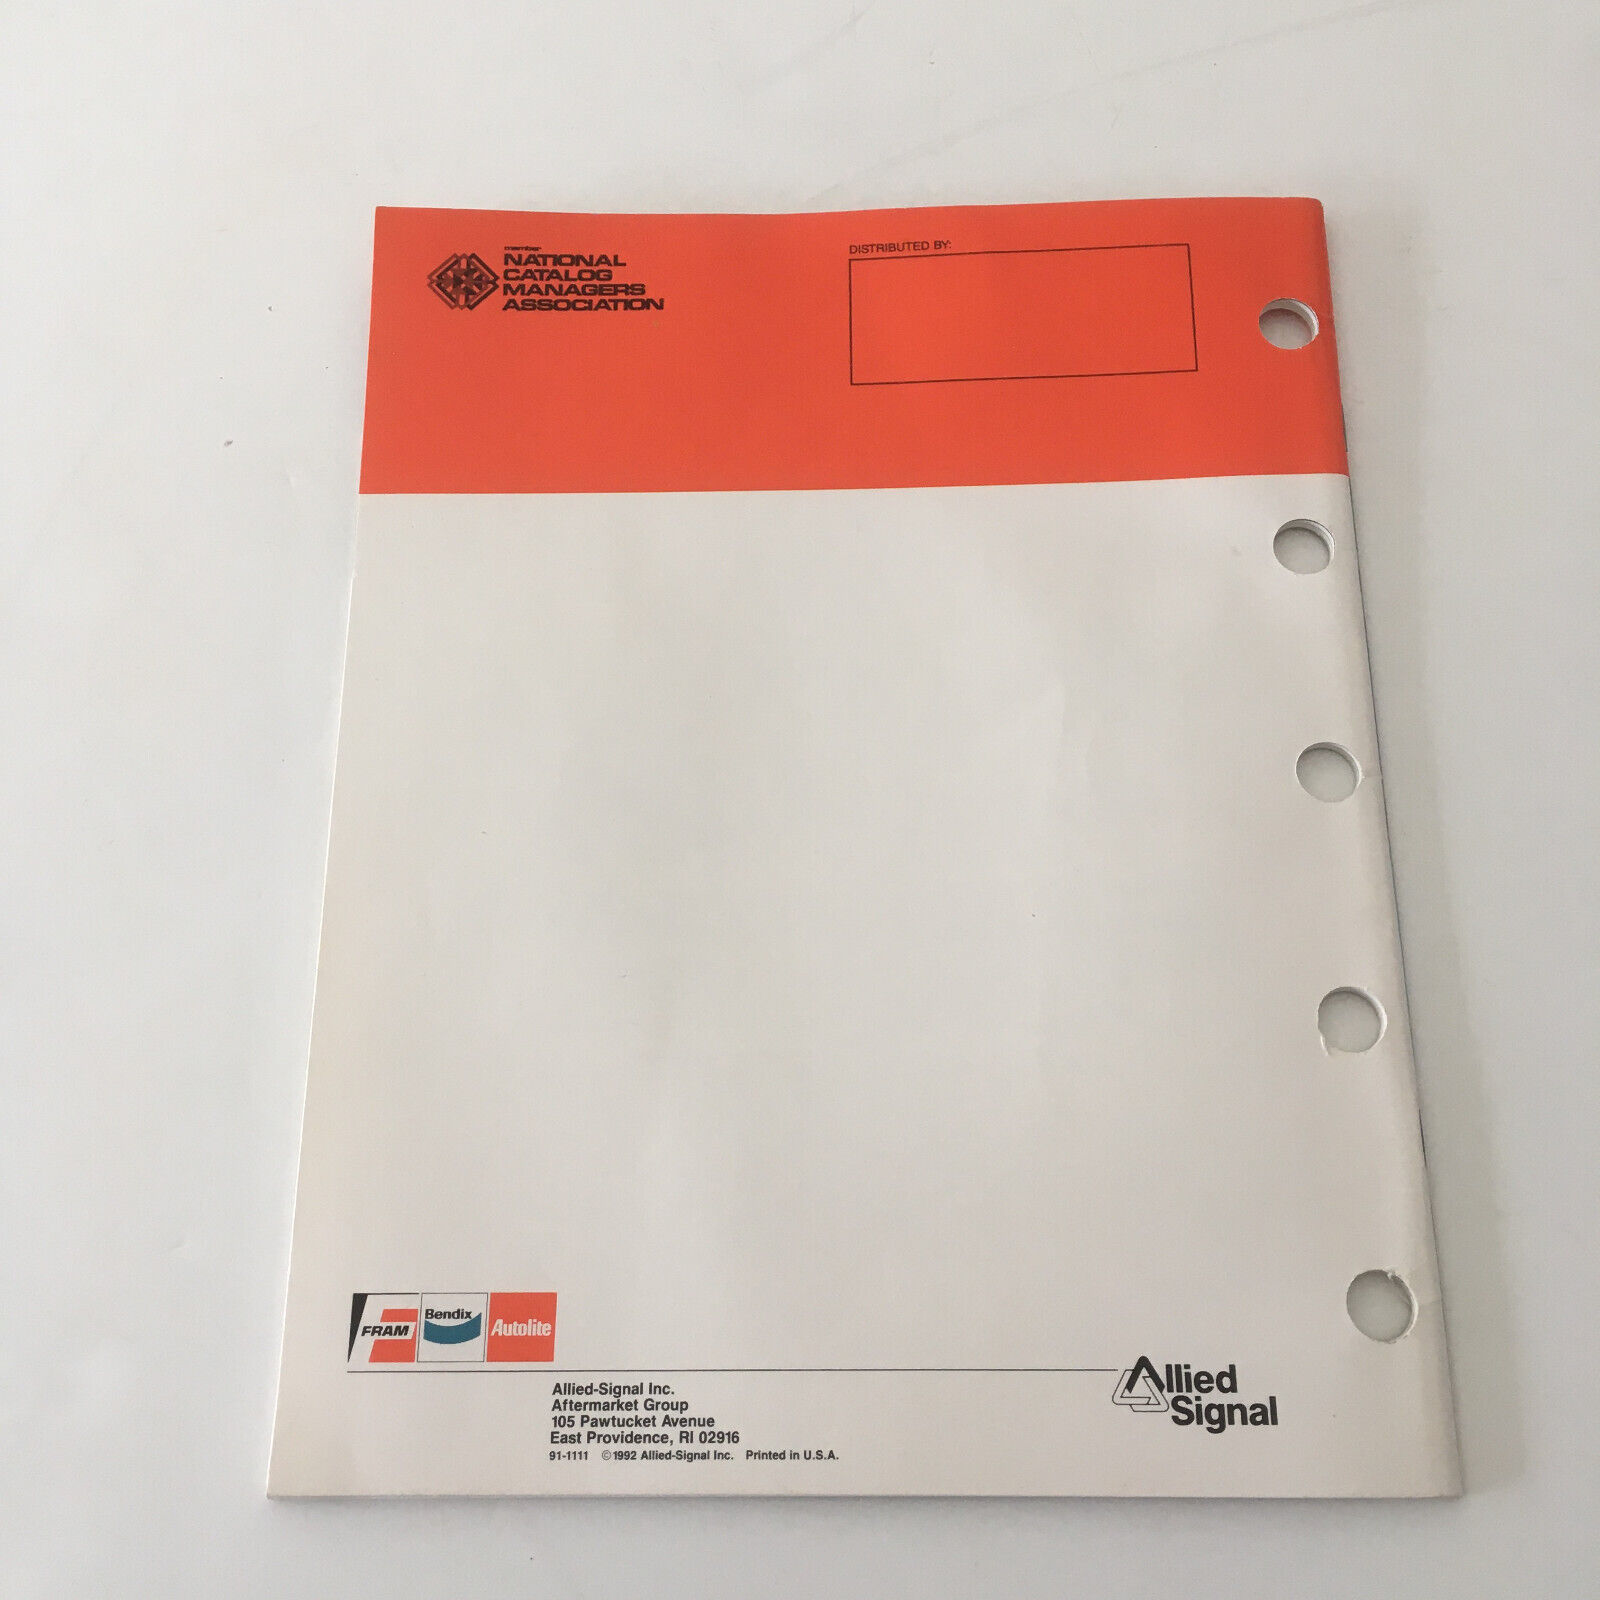 member
NATIONAL
CATALOG
MANAGERS
ASSOCIATION
DISTRIBUTED BY:
FRAM
Bendix
Autolite
Allied
Signal
Allied-Signal Inc.
Aftermarket Group
105 Pawtucket Avenue
East Providence, RI 02916
91-1111 ©1992 Allied-Signal Inc. Printed in U.S.A.